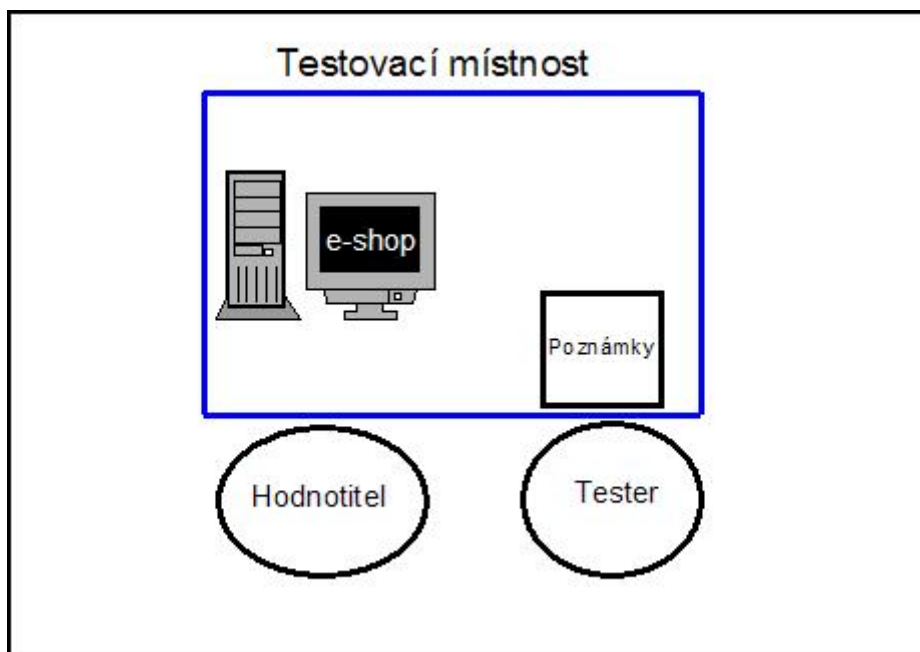 Testovací místnost
e-shop
Poznámky
Hodnotitel
Tester